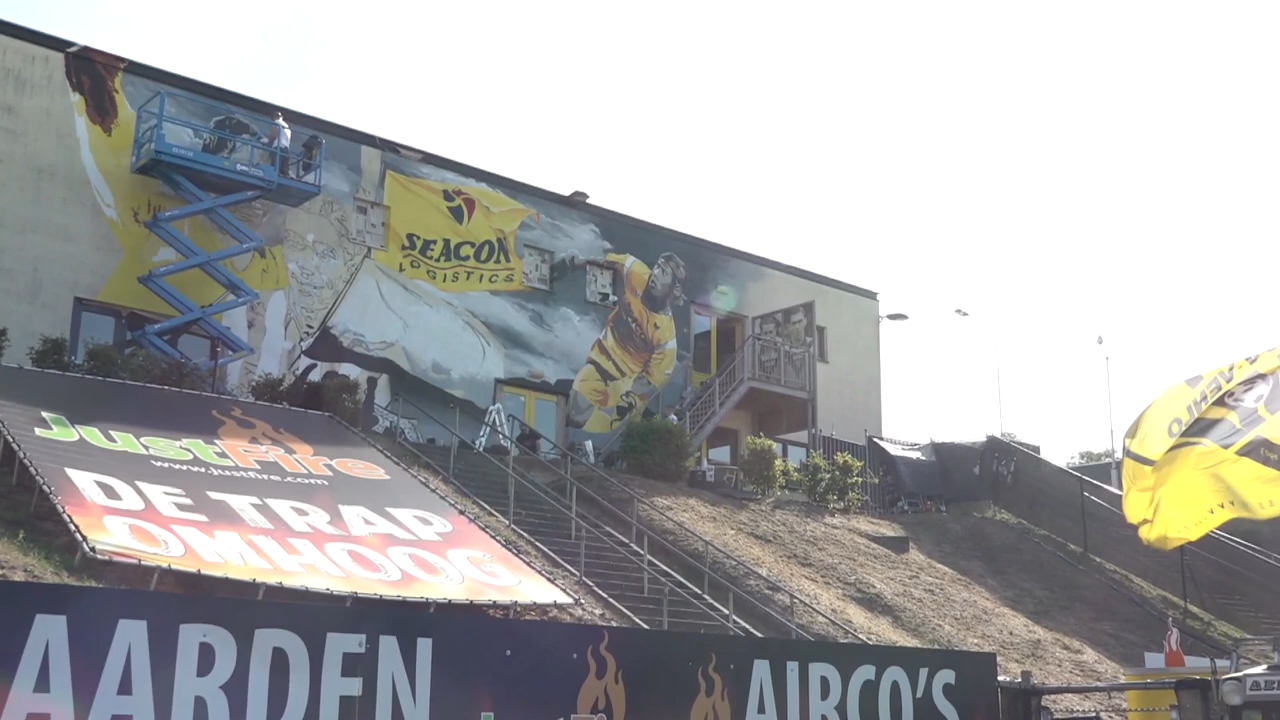 SEACON
LOGISTICS
JustFire
www.justfire.com
DE TRAP
OMHOOG
AARDEN
AIRCO'S